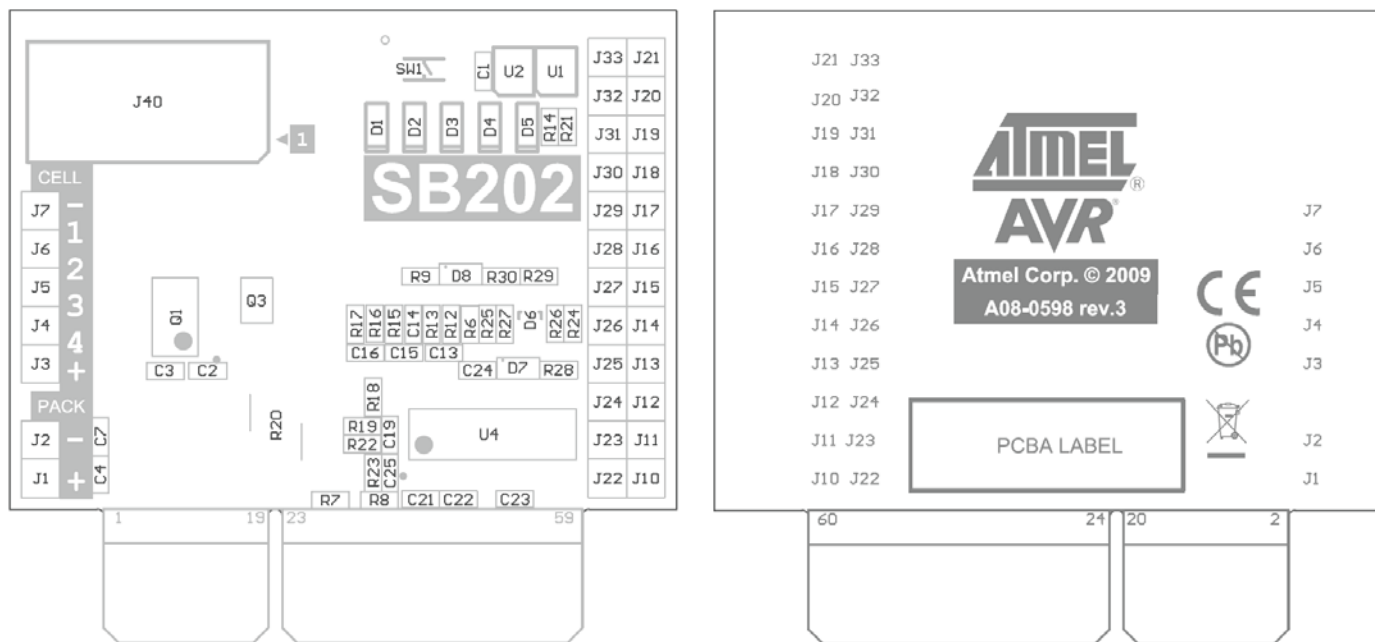 J40
SW1
C1
U2
U1
J33 J21
J32 J20
J31 J19
J30 J18
J29 J17
J28 J16
J27 J15
J26 J14
J25 J13
J24 J12
J23 J11
J22 J10
D1
D2
D3
D4
D5
R14
R21
1
SB202
CELL
J7 -
1
J6
2
J5
3
J4
4
J3 +
PACK
J2 -
J1 +
C7
C4
Q1
Q3
C3
C2
R9
D8
R30
R29
R17
R16
R15
C14
R13
R12
R6
R25
R27
D6
R26
R24
C16
C15
C13
C24
D7
R28
R18
R20
R19
R22
C19
U4
R23
C25
R7
R8
C21
C22
C23
1
19
23
59
J21 J33
J20 J32
J19 J31
J18 J30
J17 J29
J16 J28
J15 J27
J14 J26
J13 J25
J12 J24
J11 J23
J10 J22
ATMEL
®
AVR®
Atmel Corp. © 2009
A08-0598 rev.3
CE
Pb
J7
J6
J5
J4
J3
J2
J1
PCBA LABEL
60
24
20
2